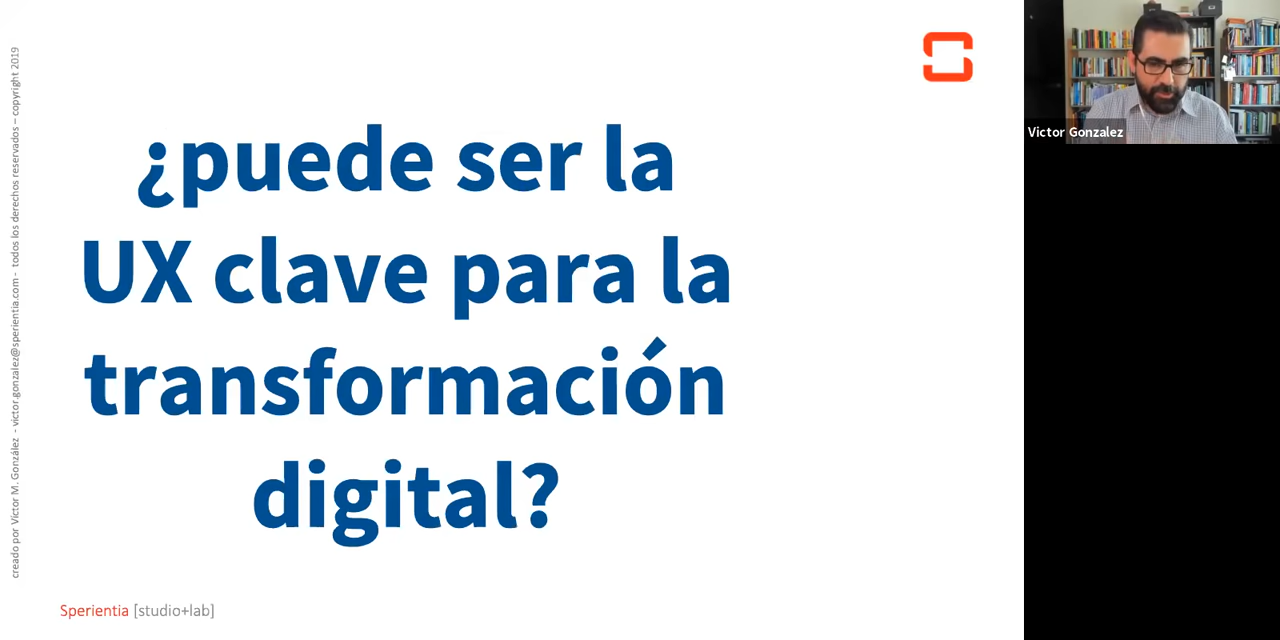 ¿puede ser la
UX clave para la
transformación
digital?
Sperientia [studio+lab]
creado por Víctor M. González - victor.gonzalez@sperientia.com - todos los derechos reservados – copyright 2019
Victor Gonzalez